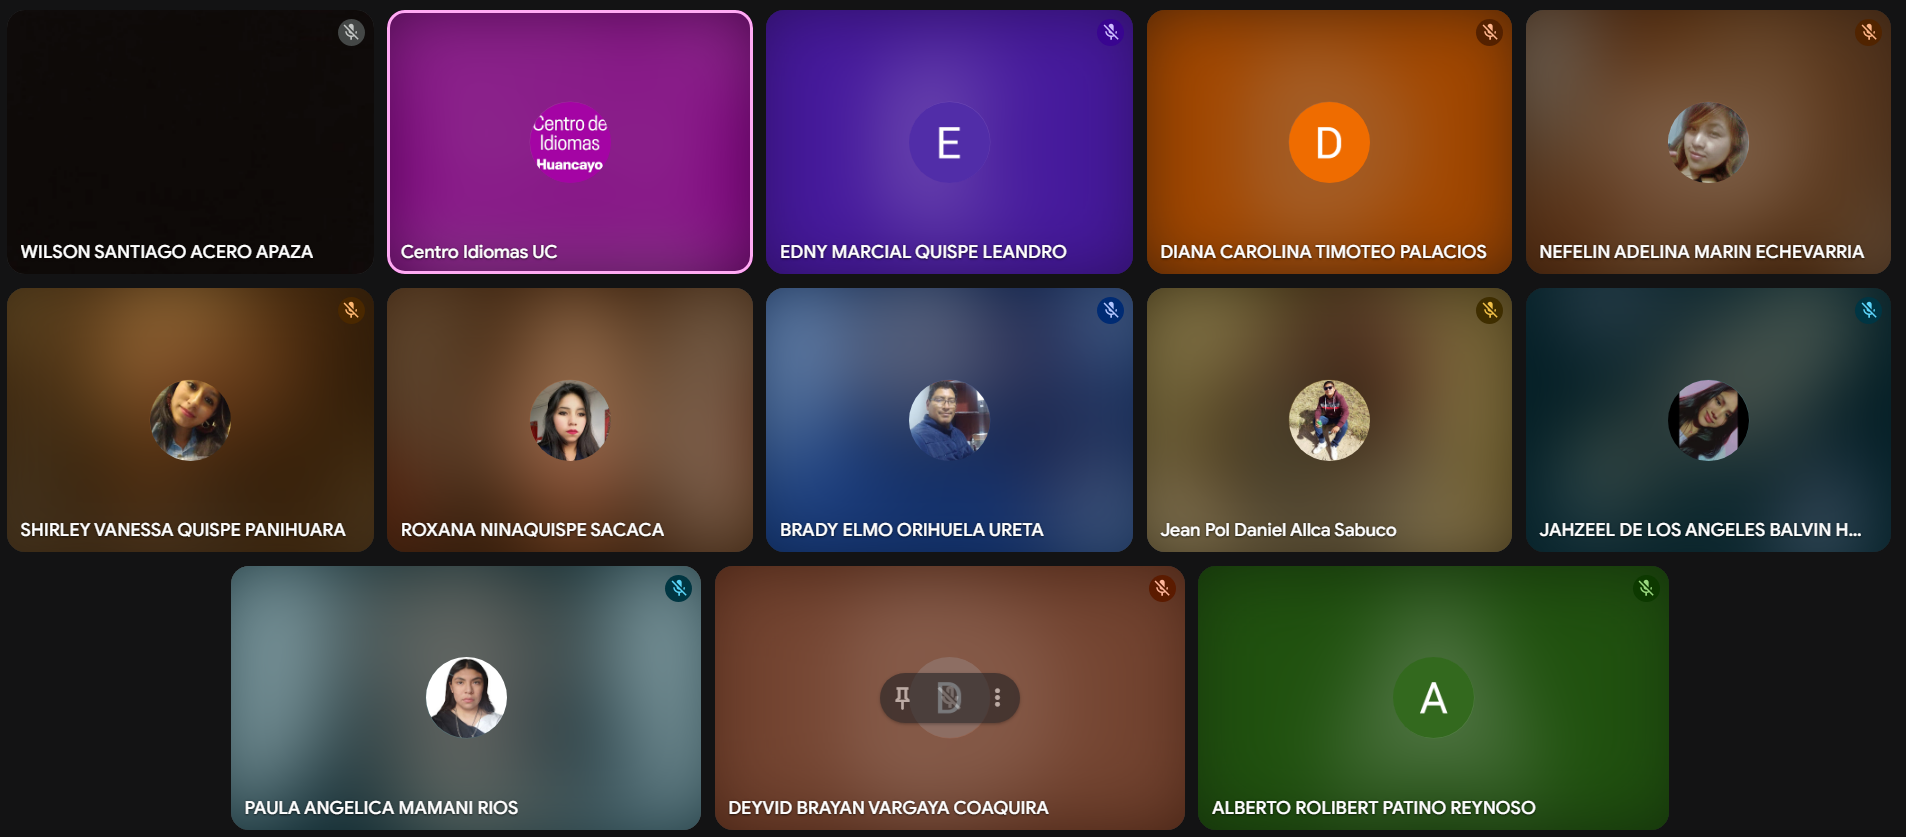 WILSON SANTIAGO ACERO APAZA
Centro de
Idiomas
Huancayo
Centro Idiomas UC
E
EDNY MARCIAL QUISPE LEANDRO
D
DIANA CAROLINA TIMOTEO PALACIOS
NEFELIN ADELINA MARIN ECHEVARRIA
SHIRLEY VANESSA QUISPE PANIHUARA
ROXANA NINAQUISPE SACACA
BRADY ELMO ORIHUELA URETA
Jean Pol Daniel Allca Sabuco
JAHZEEL DE LOS ANGELES BALVIN H...
PAULA ANGELICA MAMANI RIOS
D
DEYVID BRAYAN VARGAYA COAQUIRA
A
ALBERTO ROLIBERT PATINO REYNOSO